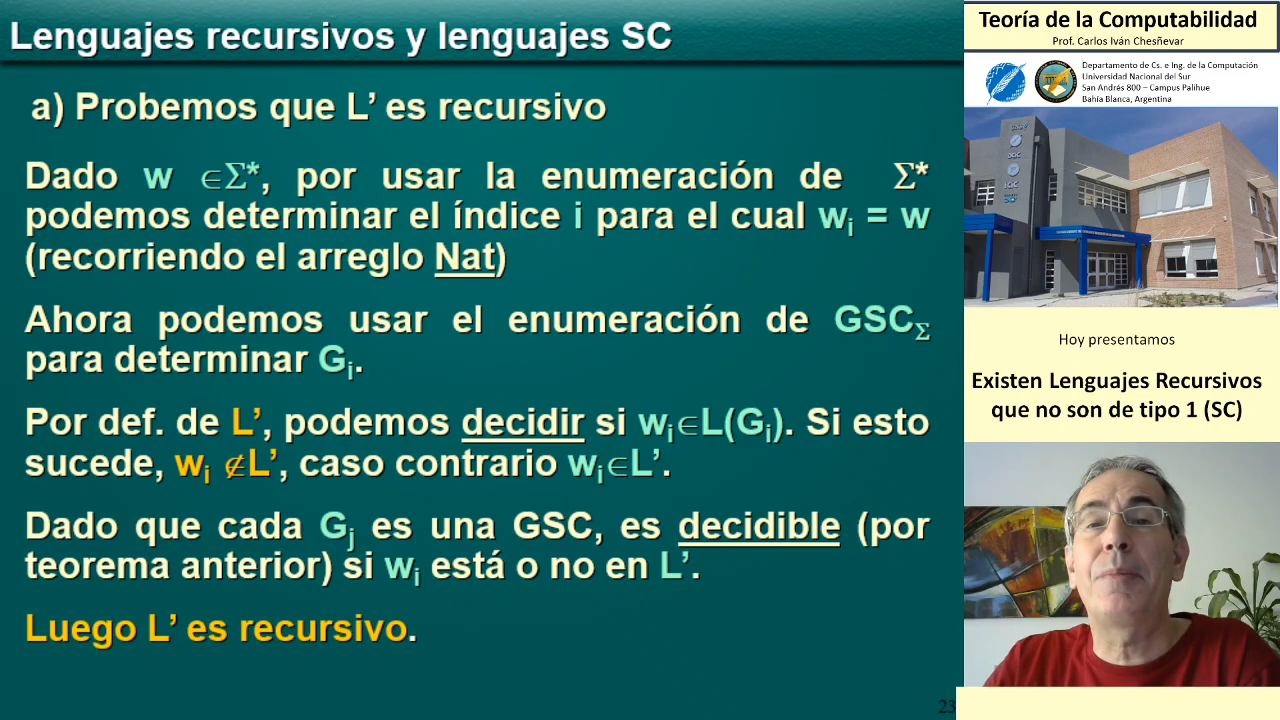 Lenguajes recursivos y lenguajes SC
a) Probemos que L’ es recursivo
Dado w ∈Σ*, por usar la enumeración de Σ*
podemos determinar el índice i para el cual wi = w
(recorriendo el arreglo Nat)
Ahora podemos usar el enumeración de GSCΣ
para determinar Gi.
Por def. de L’, podemos decidir si wi∈L(Gi). Si esto
sucede, wi ∉L’, caso contrario wi∈L’.
Dado que cada Gj es una GSC, es decidible (por
teorema anterior) si wi está o no en L’.
Luego L’ es recursivo.
23
Teoría de la Computabilidad
Prof. Carlos Iván Chesñevar
Departamento de Cs. e Ing. de la Computación
Universidad Nacional del Sur
San Andrés 800 – Campus Palihue
Bahía Blanca, Argentina
Hoy presentamos
Existen Lenguajes Recursivos
que no son de tipo 1 (SC)